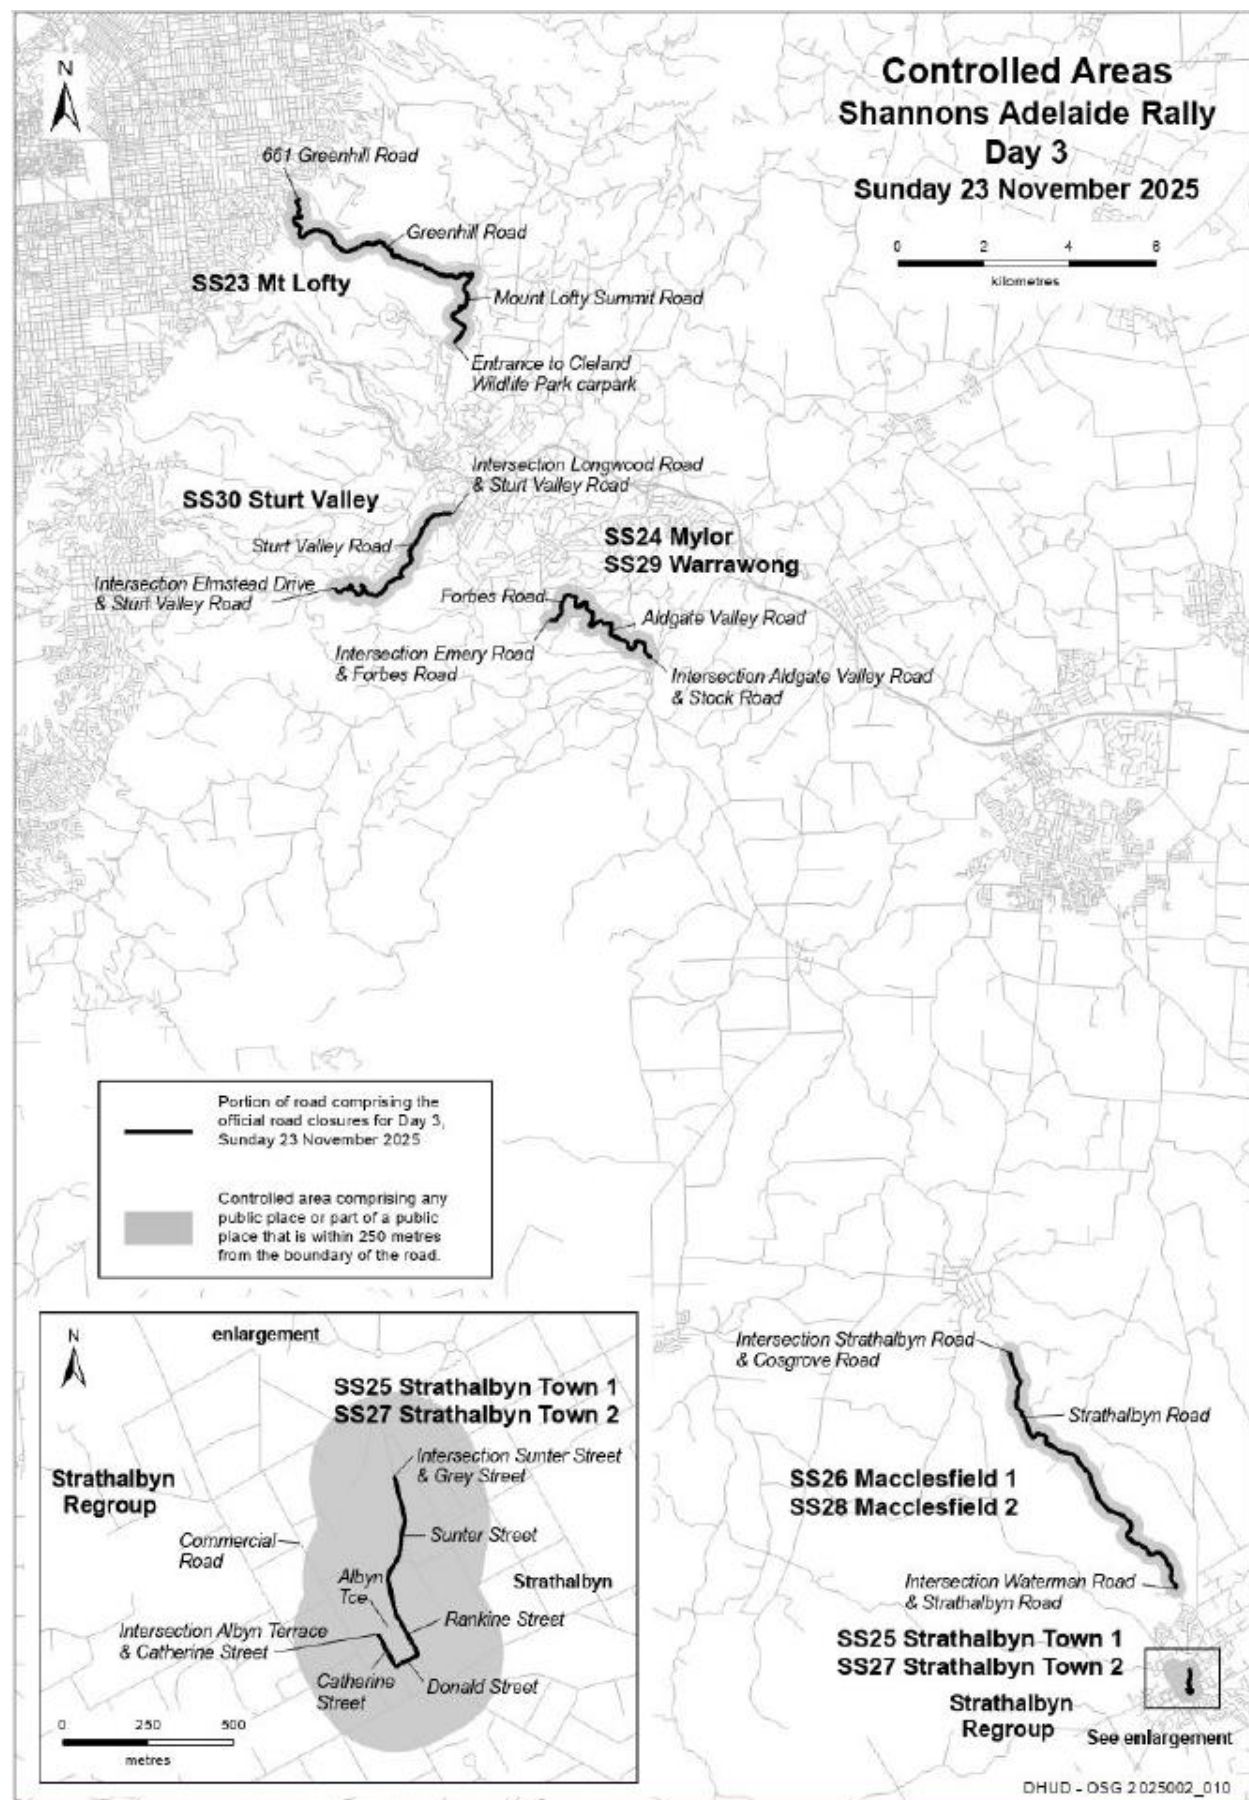 N
Controlled Areas
Shannons Adelaide Rally
Day 3
Sunday 23 November 2025
0 2 4 6
kilometres
661 Greenhill Road
Greenhill Road
SS23 Mt Lofty
Mount Lofty Summit Road
Entrance to Cleland
Wildlife Park carpark
Intersection Longwood Road
& Sturt Valley Road
SS30 Sturt Valley
Sturt Valley Road
Intersection Elmstead Drive
& Sturt Valley Road
SS24 Mylor
SS29 Warrawong
Forbes Road
Aldgate Valley Road
Intersection Emery Road
& Forbes Road
Intersection Aldgate Valley Road
& Stock Road
Portion of road comprising the
official road closures for Day 3,
Sunday 23 November 2025
Controlled area comprising any
public place or part of a public
place that is within 250 metres
from the boundary of the road.
N
enlargement
SS25 Strathalbyn Town 1
SS27 Strathalbyn Town 2
Intersection Sunter Street
& Grey Street
Strathalbyn
Regroup
Commercial
Road
Sunter Street
Albyn
Tce
Strathalbyn
Rankine Street
Intersection Albyn Terrace
& Catherine Street
Catherine
Street
Donald Street
0 250 500
metres
Intersection Strathalbyn Road
& Cosgrove Road
Strathalbyn Road
SS26 Macclesfield 1
SS28 Macclesfield 2
Intersection Waterman Road
& Strathalbyn Road
SS25 Strathalbyn Town 1
SS27 Strathalbyn Town 2
Strathalbyn
Regroup
See enlargement
DHUD - OSG 2025002_010